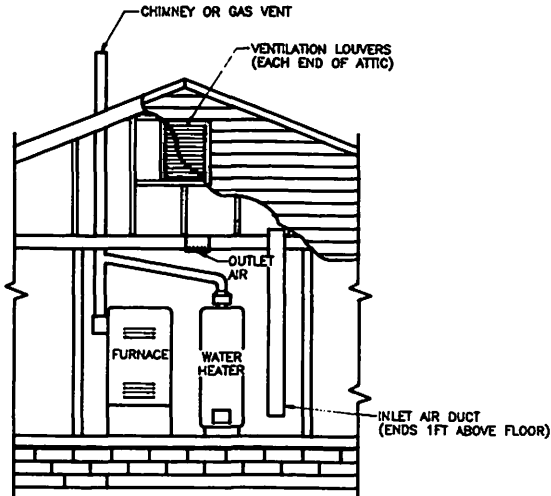 CHIMNEY OR GAS VENT
VENTILATION LOUVERS
(EACH END OF ATTIC)
OUTLET
AIR
FURNACE
WATER
HEATER
INLET AIR DUCT
(ENDS 1FT ABOVE FLOOR)